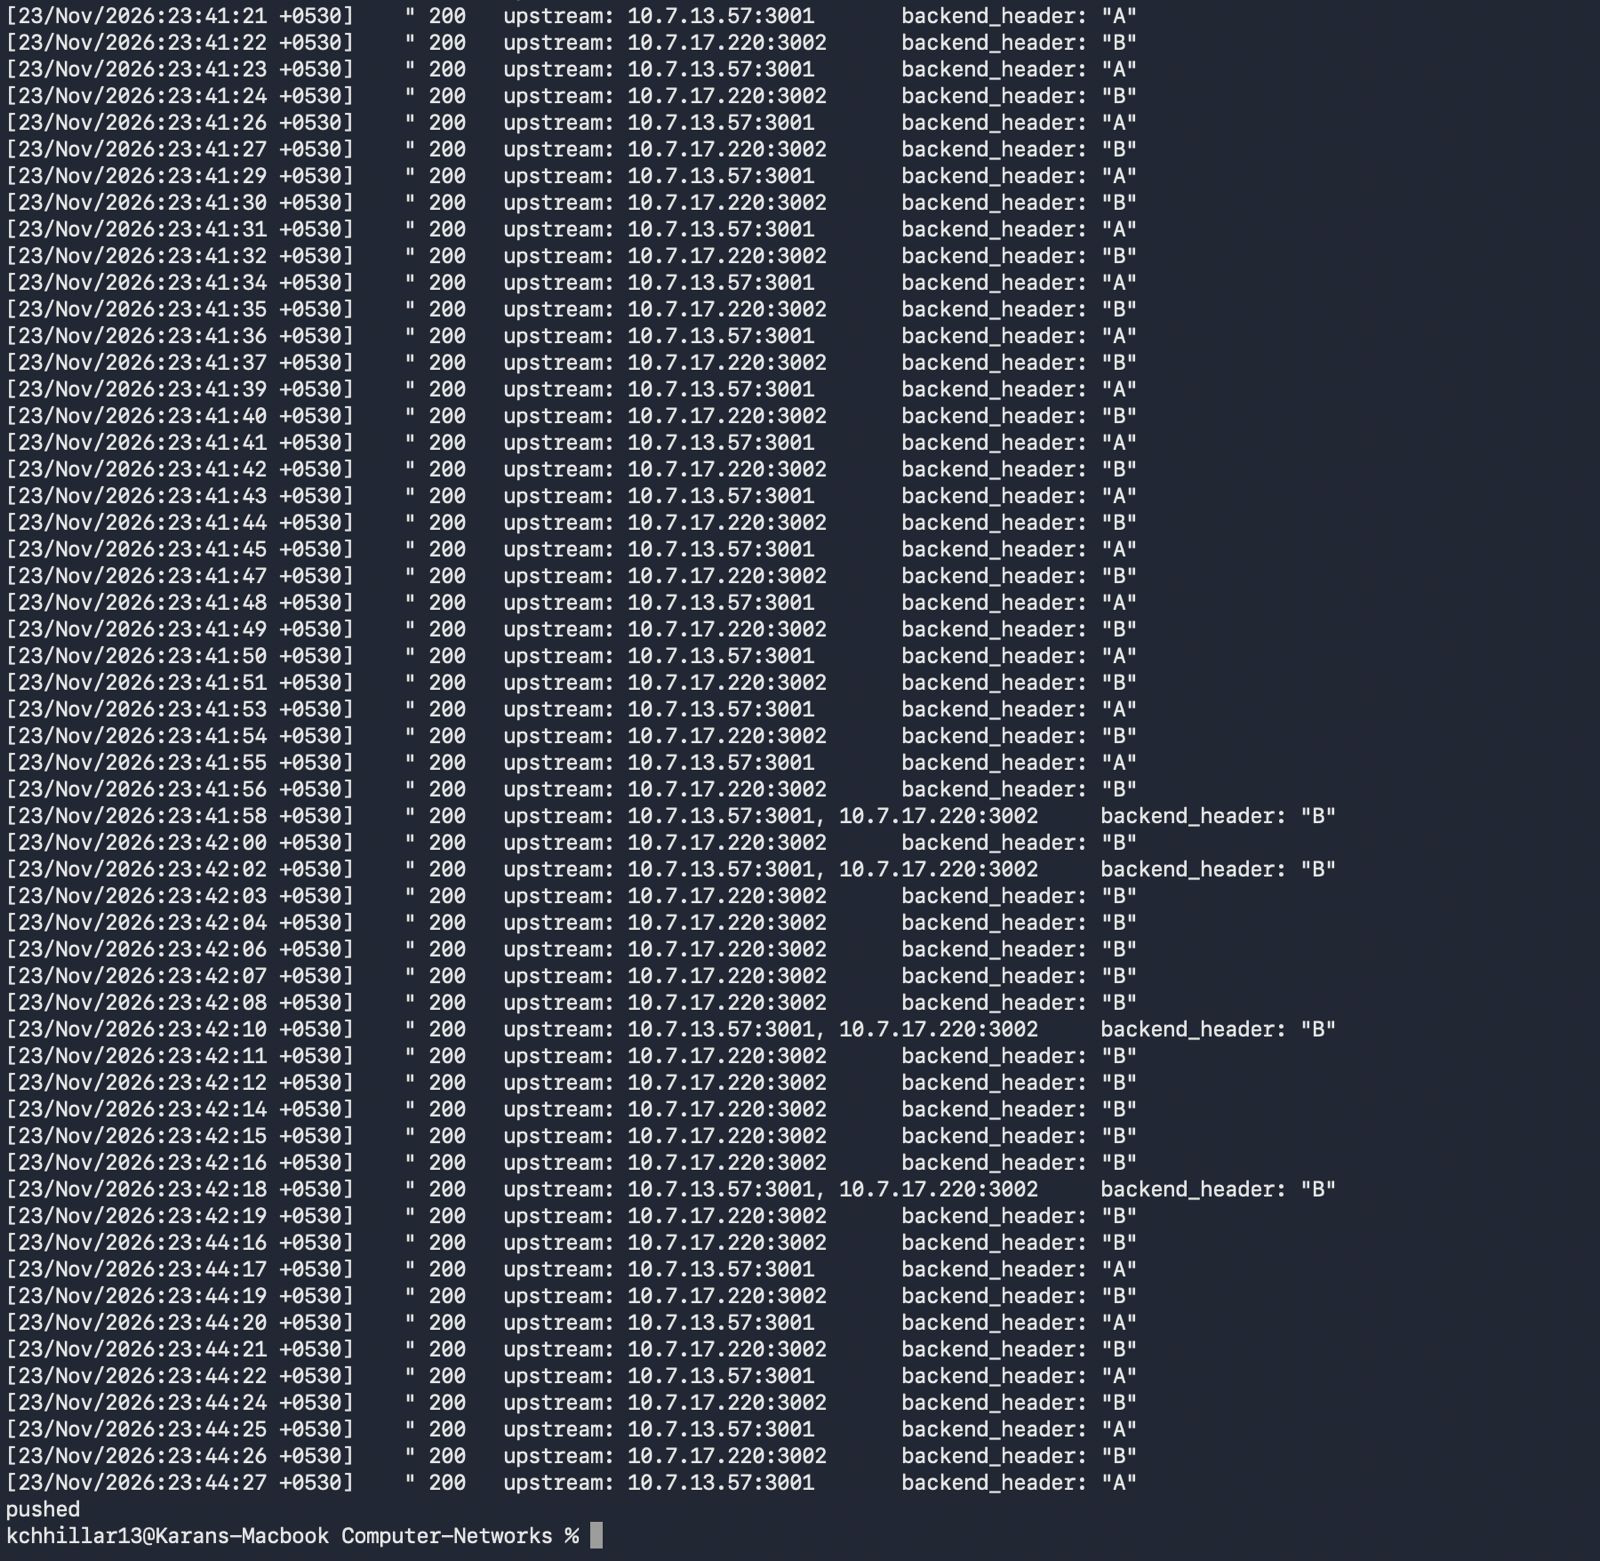 [23/Nov/2026:23:41:21 +0530]    " 200   upstream: 10.7.13.57:3001       backend_header: "A"
[23/Nov/2026:23:41:22 +0530]    " 200   upstream: 10.7.17.220:3002      backend_header: "B"
[23/Nov/2026:23:41:23 +0530]    " 200   upstream: 10.7.13.57:3001       backend_header: "A"
[23/Nov/2026:23:41:24 +0530]    " 200   upstream: 10.7.17.220:3002      backend_header: "B"
[23/Nov/2026:23:41:26 +0530]    " 200   upstream: 10.7.13.57:3001       backend_header: "A"
[23/Nov/2026:23:41:27 +0530]    " 200   upstream: 10.7.17.220:3002      backend_header: "B"
[23/Nov/2026:23:41:29 +0530]    " 200   upstream: 10.7.13.57:3001       backend_header: "A"
[23/Nov/2026:23:41:30 +0530]    " 200   upstream: 10.7.17.220:3002      backend_header: "B"
[23/Nov/2026:23:41:31 +0530]    " 200   upstream: 10.7.13.57:3001       backend_header: "A"
[23/Nov/2026:23:41:32 +0530]    " 200   upstream: 10.7.17.220:3002      backend_header: "B"
[23/Nov/2026:23:41:34 +0530]    " 200   upstream: 10.7.13.57:3001       backend_header: "A"
[23/Nov/2026:23:41:35 +0530]    " 200   upstream: 10.7.17.220:3002      backend_header: "B"
[23/Nov/2026:23:41:36 +0530]    " 200   upstream: 10.7.13.57:3001       backend_header: "A"
[23/Nov/2026:23:41:37 +0530]    " 200   upstream: 10.7.17.220:3002      backend_header: "B"
[23/Nov/2026:23:41:39 +0530]    " 200   upstream: 10.7.13.57:3001       backend_header: "A"
[23/Nov/2026:23:41:40 +0530]    " 200   upstream: 10.7.17.220:3002      backend_header: "B"
[23/Nov/2026:23:41:41 +0530]    " 200   upstream: 10.7.13.57:3001       backend_header: "A"
[23/Nov/2026:23:41:42 +0530]    " 200   upstream: 10.7.17.220:3002      backend_header: "B"
[23/Nov/2026:23:41:43 +0530]    " 200   upstream: 10.7.13.57:3001       backend_header: "A"
[23/Nov/2026:23:41:44 +0530]    " 200   upstream: 10.7.17.220:3002      backend_header: "B"
[23/Nov/2026:23:41:45 +0530]    " 200   upstream: 10.7.13.57:3001       backend_header: "A"
[23/Nov/2026:23:41:47 +0530]    " 200   upstream: 10.7.17.220:3002      backend_header: "B"
[23/Nov/2026:23:41:48 +0530]    " 200   upstream: 10.7.13.57:3001       backend_header: "A"
[23/Nov/2026:23:41:49 +0530]    " 200   upstream: 10.7.17.220:3002      backend_header: "B"
[23/Nov/2026:23:41:50 +0530]    " 200   upstream: 10.7.13.57:3001       backend_header: "A"
[23/Nov/2026:23:41:51 +0530]    " 200   upstream: 10.7.17.220:3002      backend_header: "B"
[23/Nov/2026:23:41:53 +0530]    " 200   upstream: 10.7.13.57:3001       backend_header: "A"
[23/Nov/2026:23:41:54 +0530]    " 200   upstream: 10.7.17.220:3002      backend_header: "B"
[23/Nov/2026:23:41:55 +0530]    " 200   upstream: 10.7.13.57:3001       backend_header: "A"
[23/Nov/2026:23:41:56 +0530]    " 200   upstream: 10.7.17.220:3002      backend_header: "B"
[23/Nov/2026:23:41:58 +0530]    " 200   upstream: 10.7.13.57:3001, 10.7.17.220:3002     backend_header: "B"
[23/Nov/2026:23:42:00 +0530]    " 200   upstream: 10.7.17.220:3002      backend_header: "B"
[23/Nov/2026:23:42:02 +0530]    " 200   upstream: 10.7.13.57:3001, 10.7.17.220:3002     backend_header: "B"
[23/Nov/2026:23:42:03 +0530]    " 200   upstream: 10.7.17.220:3002      backend_header: "B"
[23/Nov/2026:23:42:04 +0530]    " 200   upstream: 10.7.17.220:3002      backend_header: "B"
[23/Nov/2026:23:42:06 +0530]    " 200   upstream: 10.7.17.220:3002      backend_header: "B"
[23/Nov/2026:23:42:07 +0530]    " 200   upstream: 10.7.17.220:3002      backend_header: "B"
[23/Nov/2026:23:42:08 +0530]    " 200   upstream: 10.7.17.220:3002      backend_header: "B"
[23/Nov/2026:23:42:10 +0530]    " 200   upstream: 10.7.13.57:3001, 10.7.17.220:3002     backend_header: "B"
[23/Nov/2026:23:42:11 +0530]    " 200   upstream: 10.7.17.220:3002      backend_header: "B"
[23/Nov/2026:23:42:12 +0530]    " 200   upstream: 10.7.17.220:3002      backend_header: "B"
[23/Nov/2026:23:42:14 +0530]    " 200   upstream: 10.7.17.220:3002      backend_header: "B"
[23/Nov/2026:23:42:15 +0530]    " 200   upstream: 10.7.17.220:3002      backend_header: "B"
[23/Nov/2026:23:42:16 +0530]    " 200   upstream: 10.7.17.220:3002      backend_header: "B"
[23/Nov/2026:23:42:18 +0530]    " 200   upstream: 10.7.13.57:3001, 10.7.17.220:3002     backend_header: "B"
[23/Nov/2026:23:42:19 +0530]    " 200   upstream: 10.7.17.220:3002      backend_header: "B"
[23/Nov/2026:23:44:16 +0530]    " 200   upstream: 10.7.17.220:3002      backend_header: "B"
[23/Nov/2026:23:44:17 +0530]    " 200   upstream: 10.7.13.57:3001       backend_header: "A"
[23/Nov/2026:23:44:19 +0530]    " 200   upstream: 10.7.17.220:3002      backend_header: "B"
[23/Nov/2026:23:44:20 +0530]    " 200   upstream: 10.7.13.57:3001       backend_header: "A"
[23/Nov/2026:23:44:21 +0530]    " 200   upstream: 10.7.17.220:3002      backend_header: "B"
[23/Nov/2026:23:44:22 +0530]    " 200   upstream: 10.7.13.57:3001       backend_header: "A"
[23/Nov/2026:23:44:24 +0530]    " 200   upstream: 10.7.17.220:3002      backend_header: "B"
[23/Nov/2026:23:44:25 +0530]    " 200   upstream: 10.7.13.57:3001       backend_header: "A"
[23/Nov/2026:23:44:26 +0530]    " 200   upstream: 10.7.17.220:3002      backend_header: "B"
[23/Nov/2026:23:44:27 +0530]    " 200   upstream: 10.7.13.57:3001       backend_header: "A"
pushed
kchhillar13@Karans-Macbook Computer-Networks %